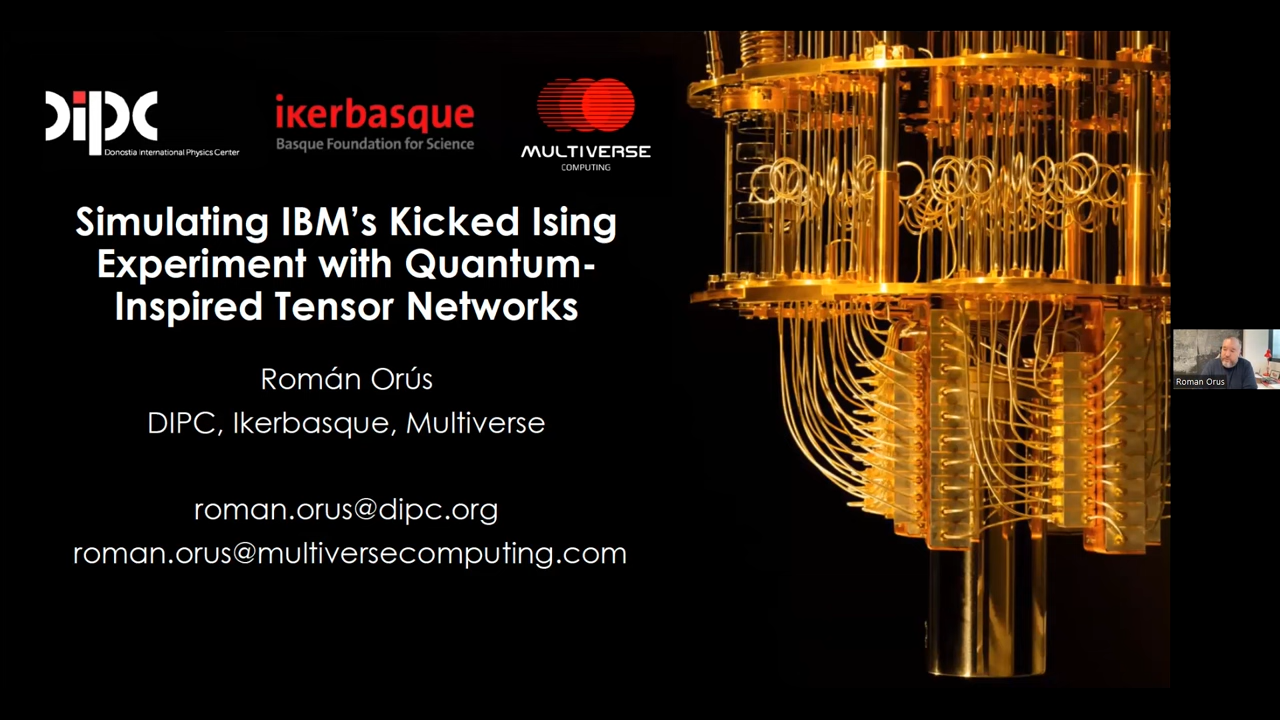 DIPC
Donostia International Physics Center
ikerbasque
Basque Foundation for Science
MULTIVERSE
COMPUTING
Simulating IBM’s Kicked Ising
Experiment with Quantum-
Inspired Tensor Networks
Román Orús
DIPC, Ikerbasque, Multiverse
roman.orus@dipc.org
roman.orus@multiversecomputing.com
Roman Orus